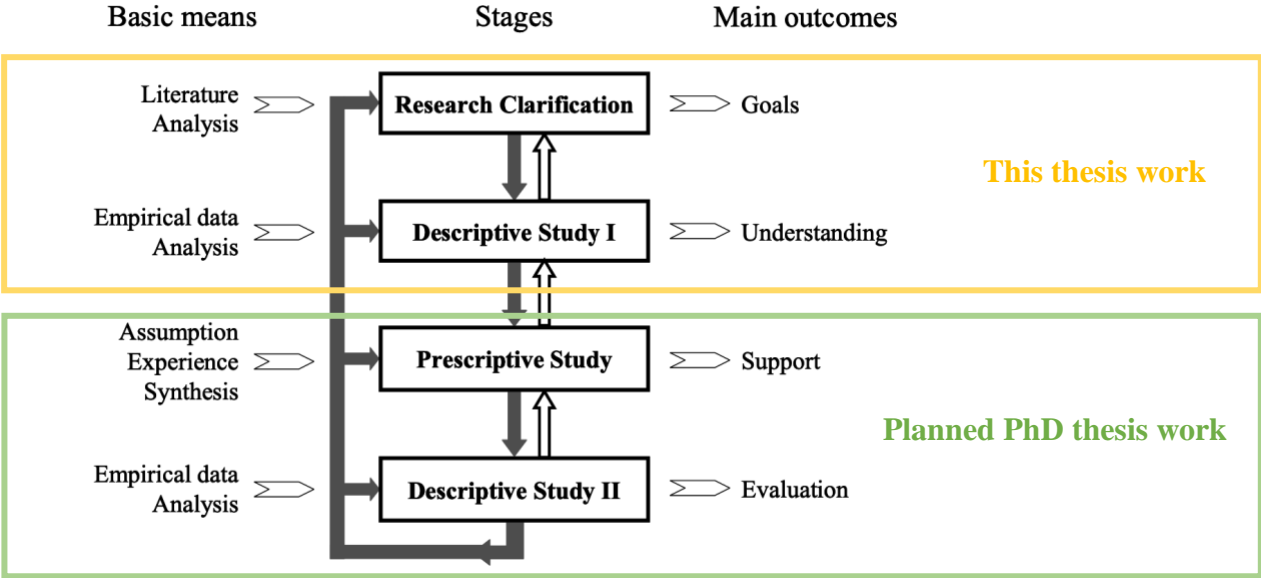 Basic means
Stages
Main outcomes
Literature
Analysis
Research Clarification
Goals
This thesis work
Empirical data
Analysis
Descriptive Study I
Understanding
Assumption
Experience
Synthesis
Prescriptive Study
Support
Planned PhD thesis work
Empirical data
Analysis
Descriptive Study II
Evaluation